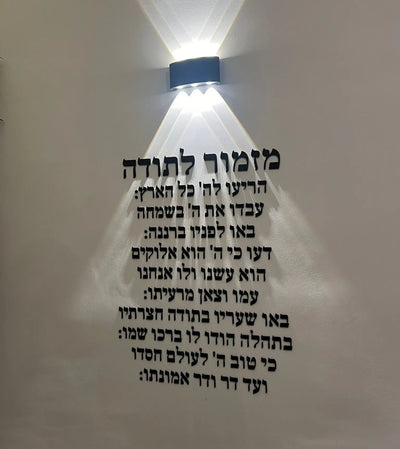 מזמור לתודה
הריעו לה' כל הארץ:
עבדו את ה' בשמחה
באו לפניו ברננה:
דעו כי ה' הוא אלוקים
הוא עשנו ולו אנחנו
עמו וצאן מרעיתו:
באו שעריו בתודה חצרתיו
בתהלה הודו לו ברכו שמו:
כי טוב ה' לעולם חסדו
ועד דר ודר אמונתו: